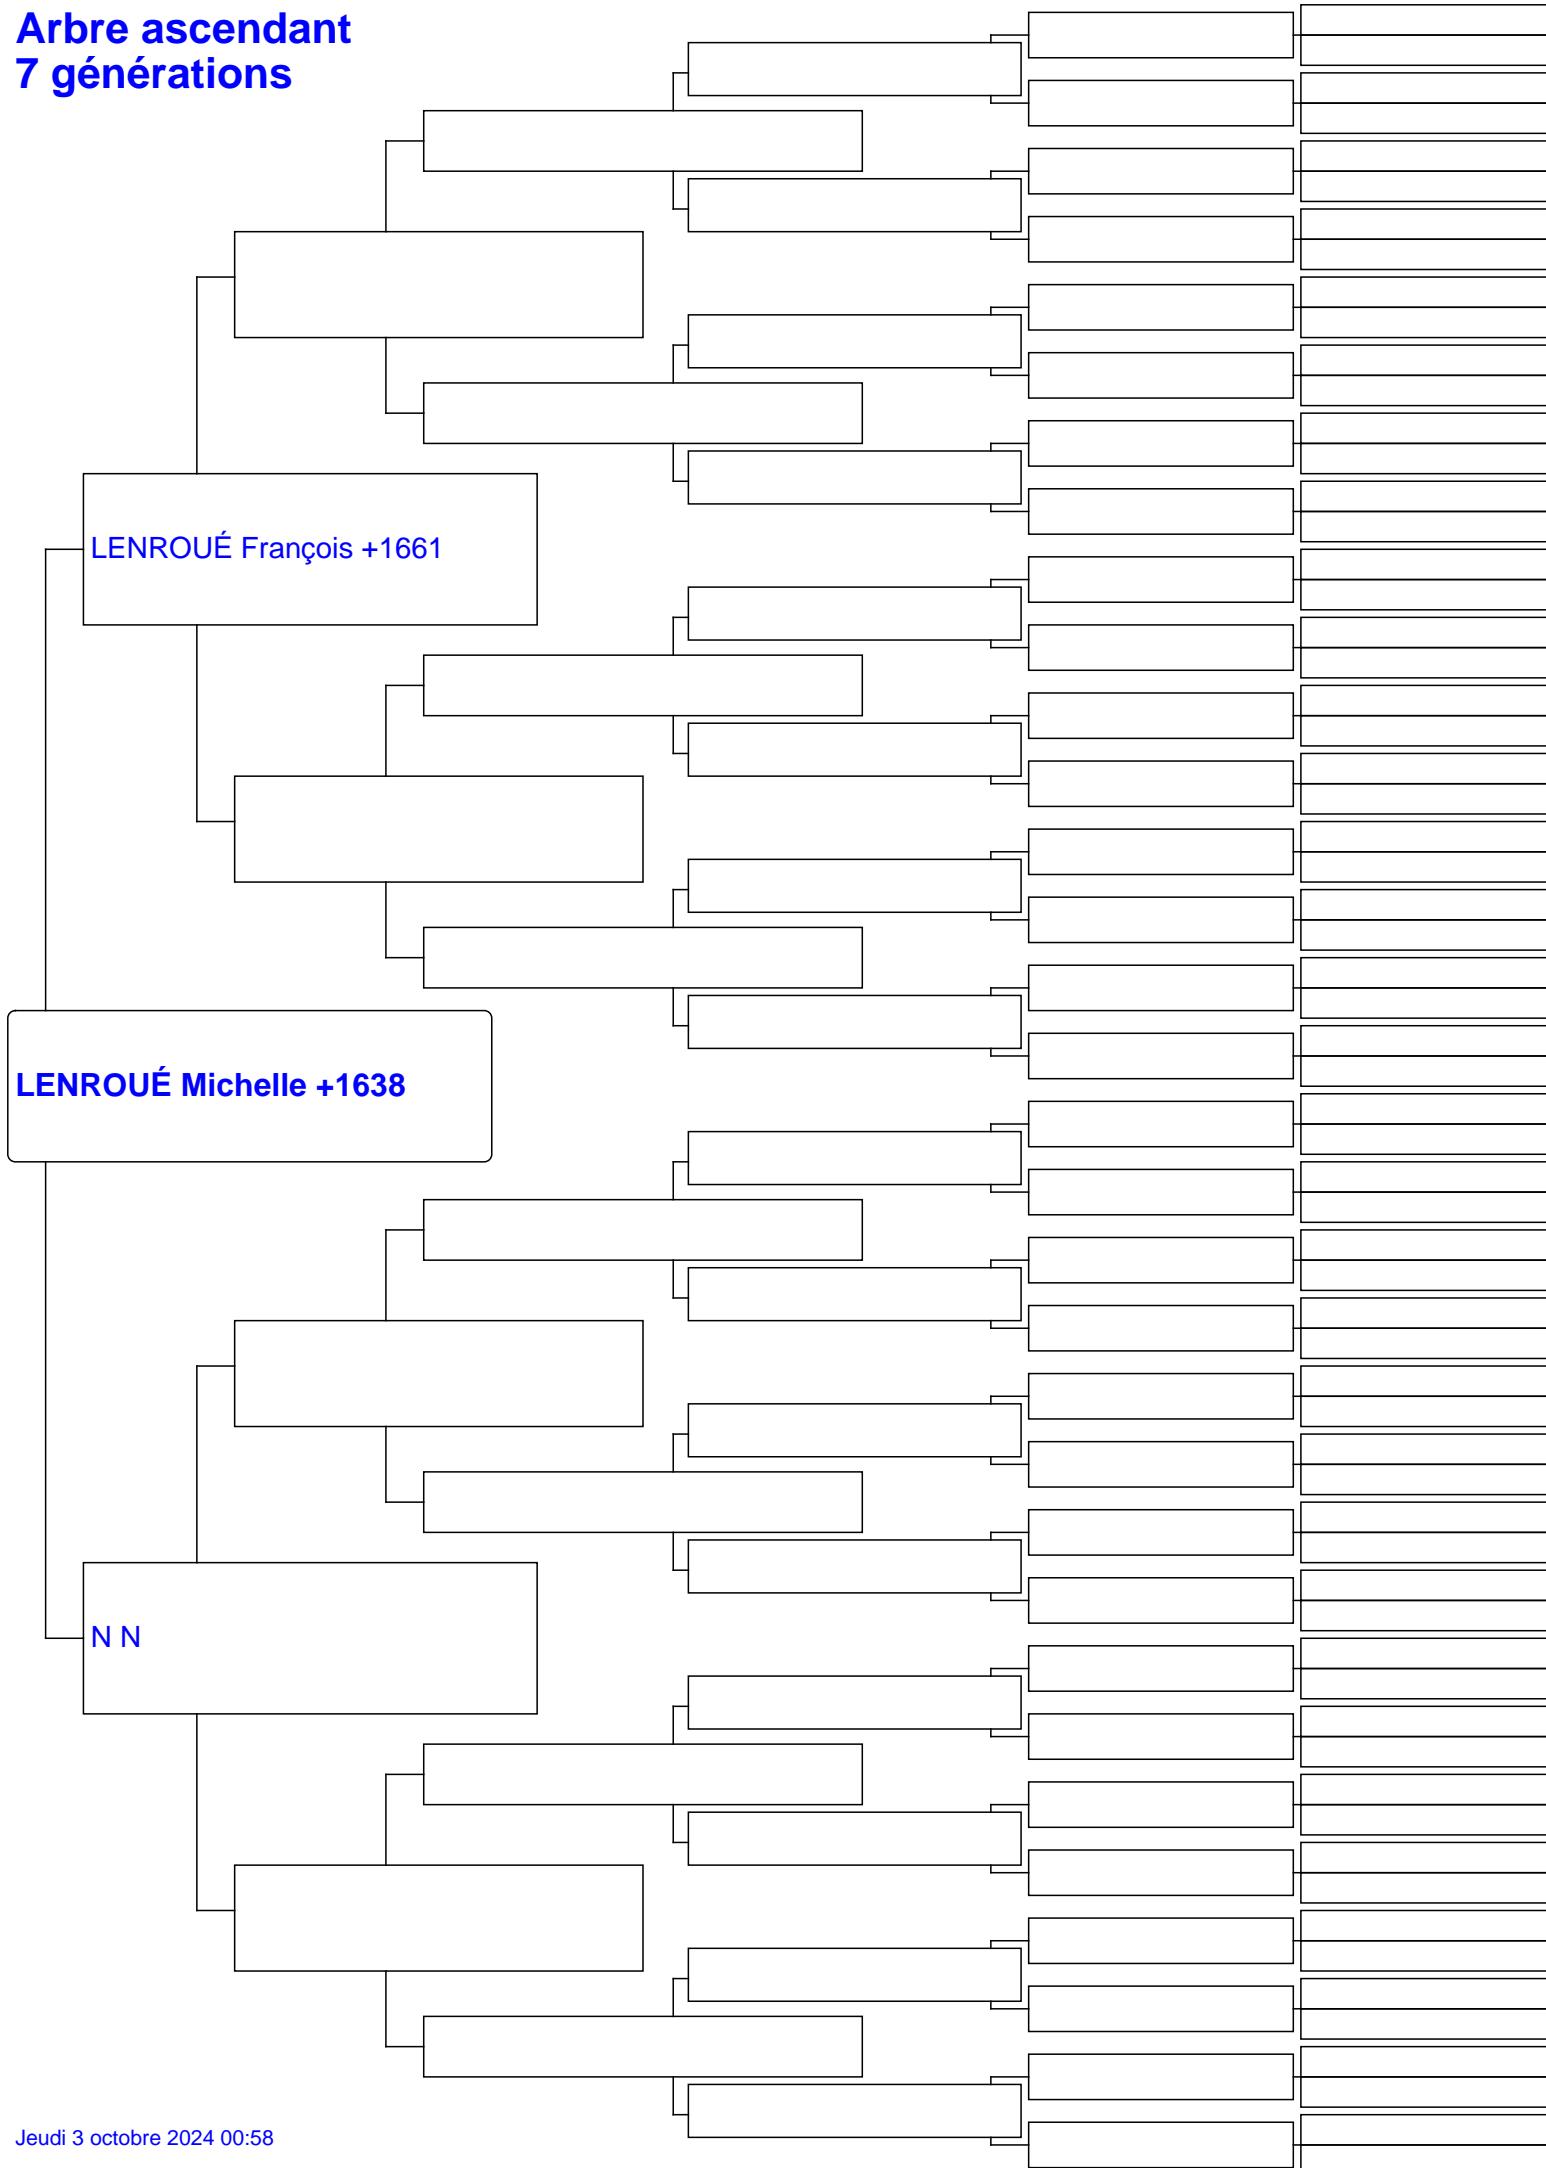 Arbre ascendant
7 générations
LENROUÉ François +1661
LENROUÉ Michelle +1638
N N
Jeudi 3 octobre 2024 00:58